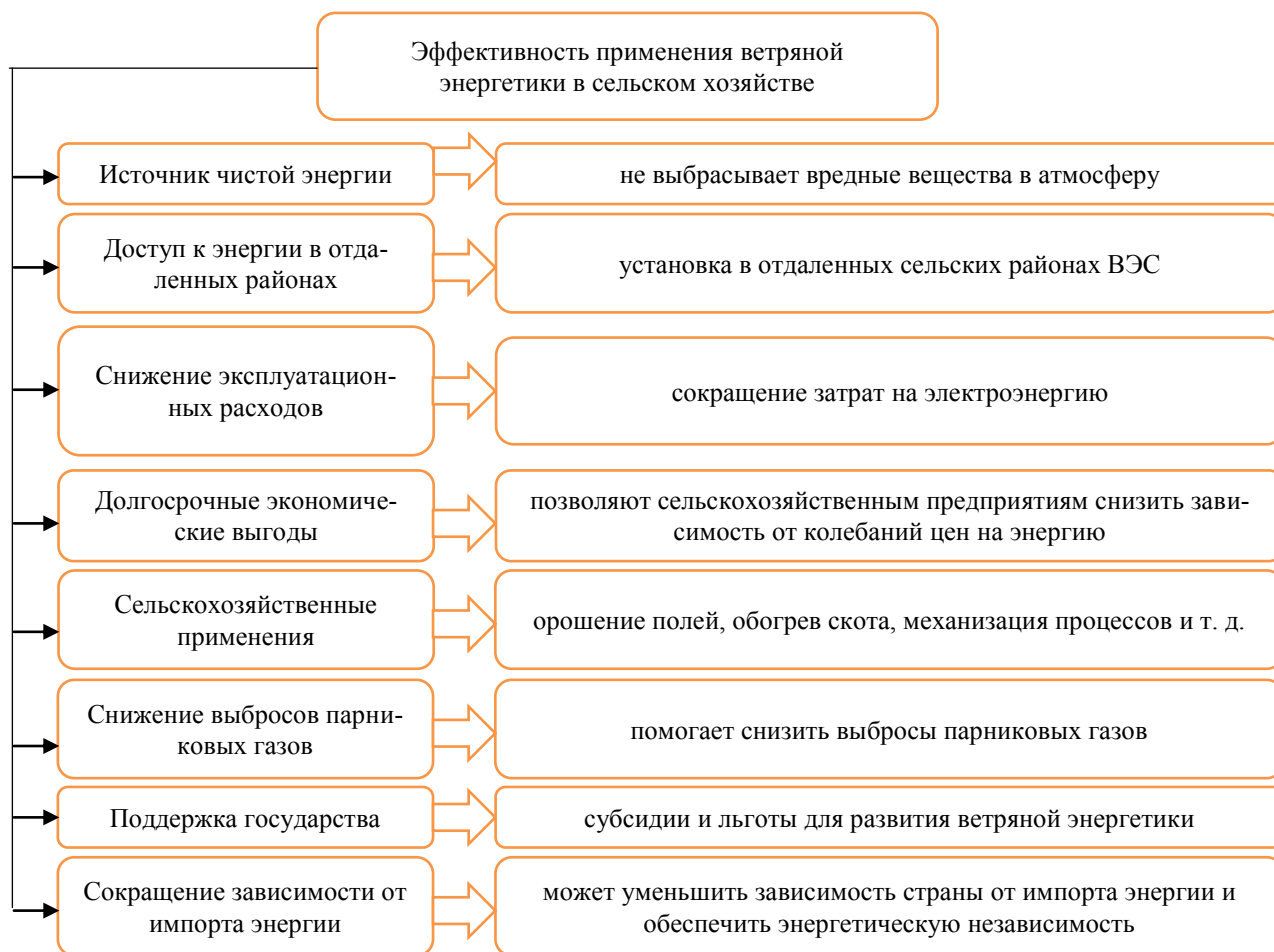 Эффективность применения ветряной
энергетики в сельском хозяйстве
Источник чистой энергии
не выбрасывает вредные вещества в атмосферу
Доступ к энергии в отда-
ленных районах
установка в отдаленных сельских районах ВЭС
Снижение эксплуатацион-
ных расходов
сокращение затрат на электроэнергию
Долгосрочные экономиче-
ские выгоды
позволяют сельскохозяйственным предприятиям снизить зави-
симость от колебаний цен на энергию
Сельскохозяйственные
применения
орошение полей, обогрев скота, механизация процессов и т. д.
Снижение выбросов парни-
ковых газов
помогает снизить выбросы парниковых газов
Поддержка государства
субсидии и льготы для развития ветряной энергетики
Сокращение зависимости от
импорта энергии
может уменьшить зависимость страны от импорта энергии и
обеспечить энергетическую независимость